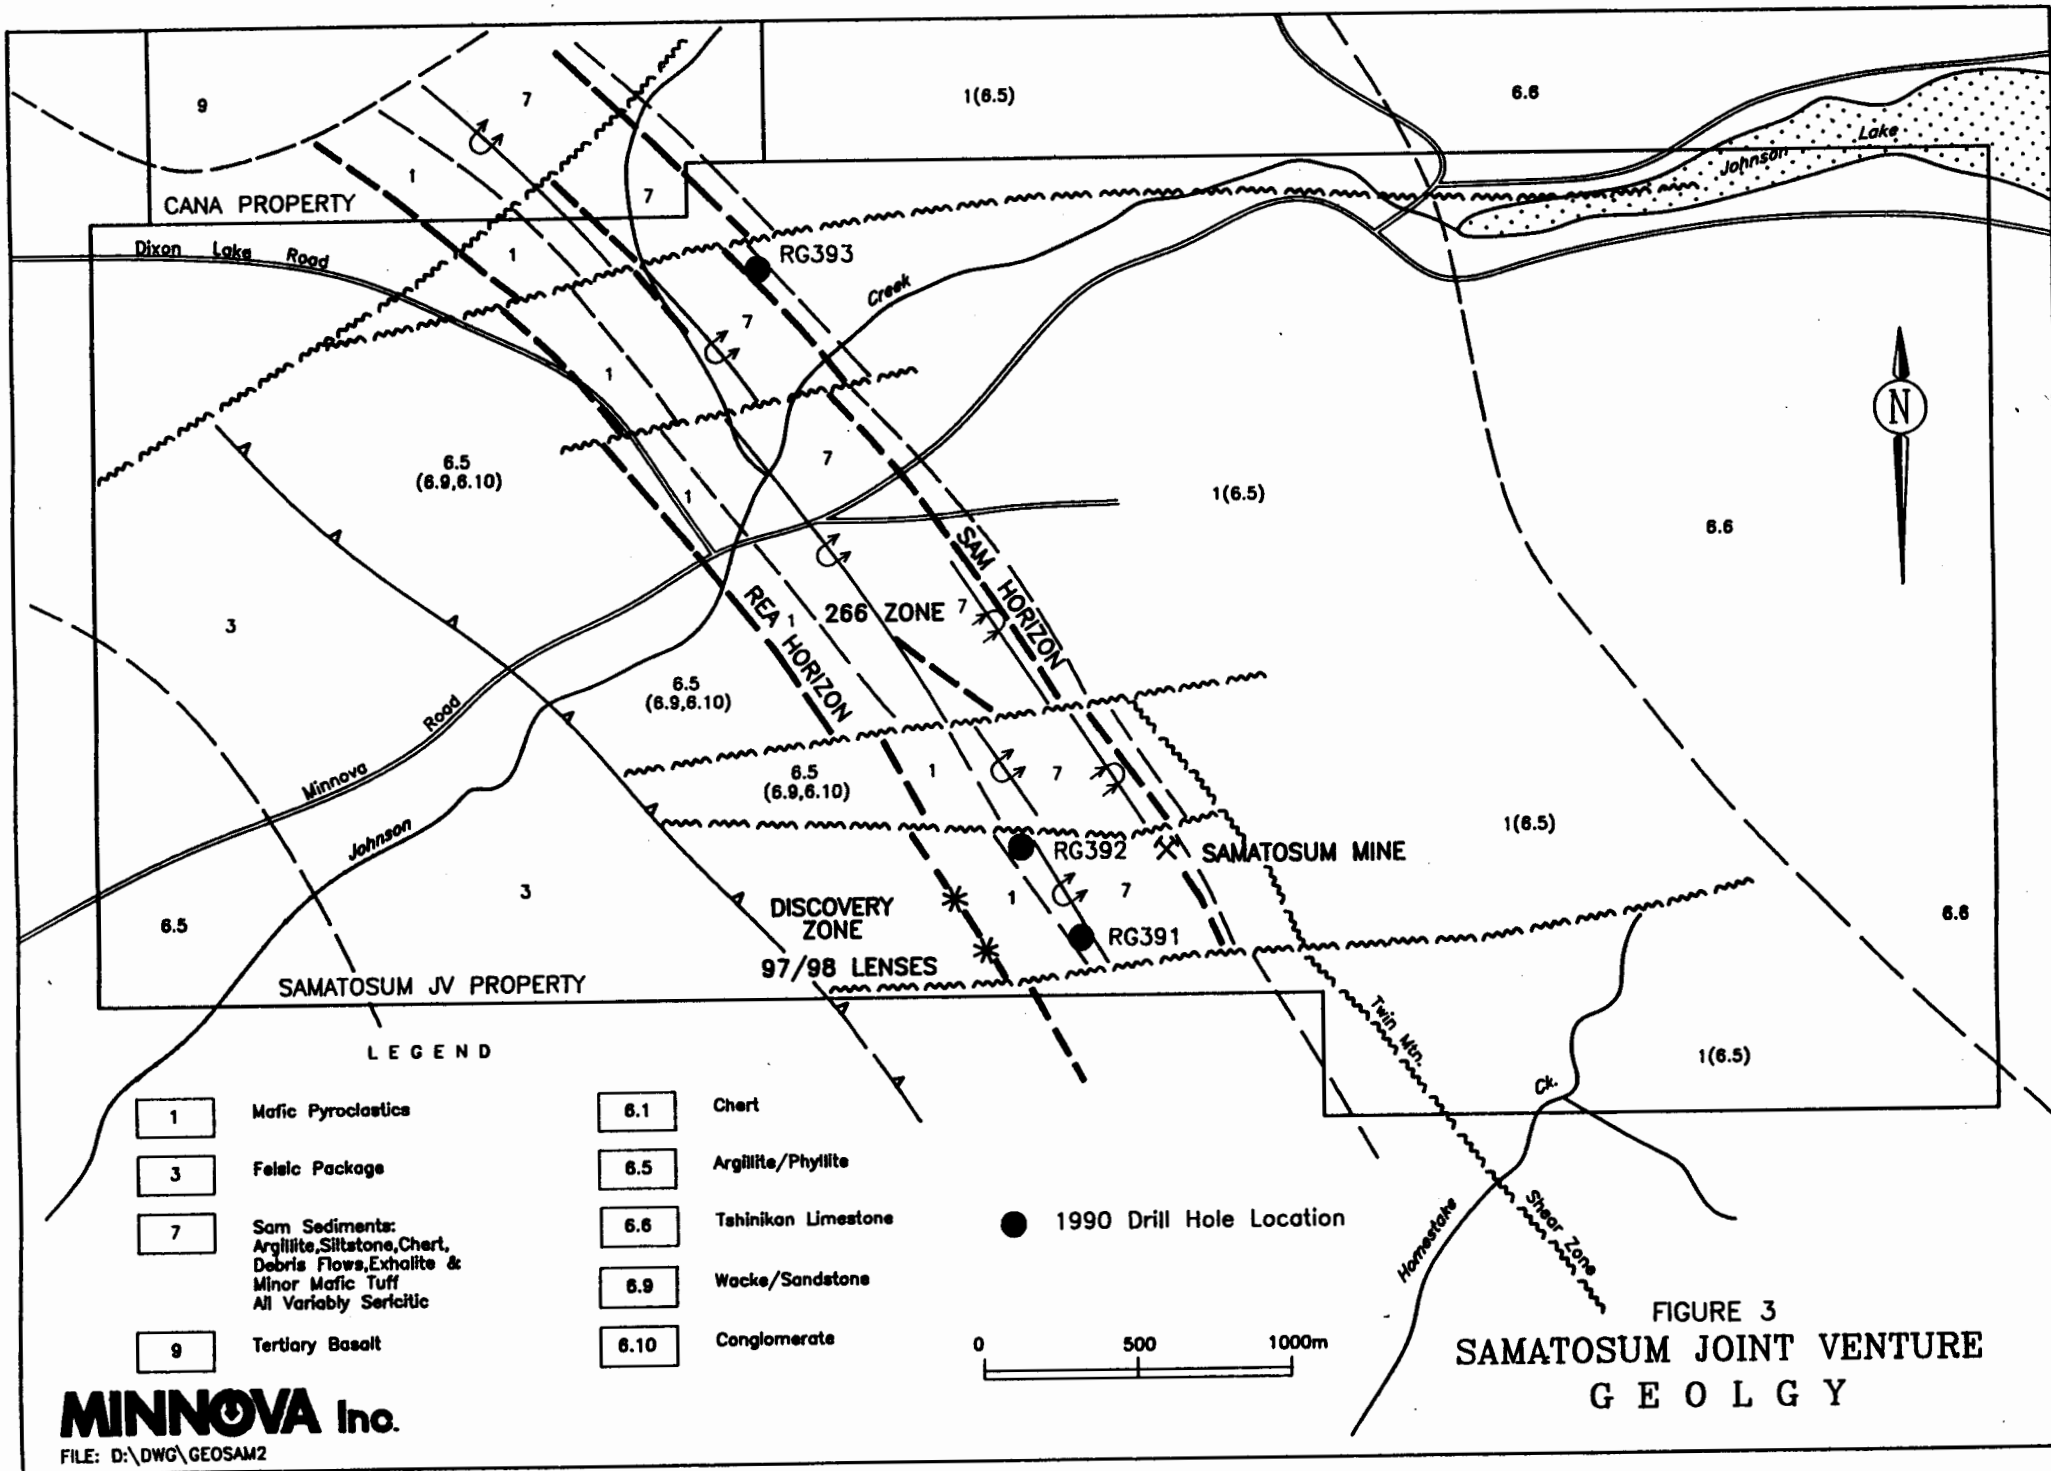 9
7
1(6.5)
6.6
Johnson Lake
1
7
CANA PROPERTY
Dixon Lake Road
1
RG393
Creek
7
1
N
6.5
(6.9,6.10)
7
1
1(6.5)
6.6
SAM HORIZON
REA HORIZON
3
1
266 ZONE
7
6.5
(6.9,6.10)
Minnova Road
6.5
(6.9,6.10)
1
7
Johnson
RG392
SAMATOSUM MINE
1(6.5)
3
DISCOVERY
ZONE
1
7
6.5
6.6
RG391
97/98 LENSES
SAMATOSUM JV PROPERTY
Twin Mtn.
Shear Zone
1(6.5)
Homestake
Ck.
LEGEND
1 Mafic Pyroclastics
3 Felsic Package
7 Sam Sediments:
Argillite,Siltstone,Chert,
Debris Flows,Exhalite &
Minor Mafic Tuff
All Variably Sericitic
9 Tertiary Basalt
6.1 Chert
6.5 Argillite/Phyllite
6.6 Tshinikan Limestone
6.9 Wacke/Sandstone
6.10 Conglomerate
1990 Drill Hole Location
0 500 1000m
FIGURE 3
SAMATOSUM JOINT VENTURE
GEOLGY
MINNOVA Inc.
FILE: D:\DWG\GEOSAM2